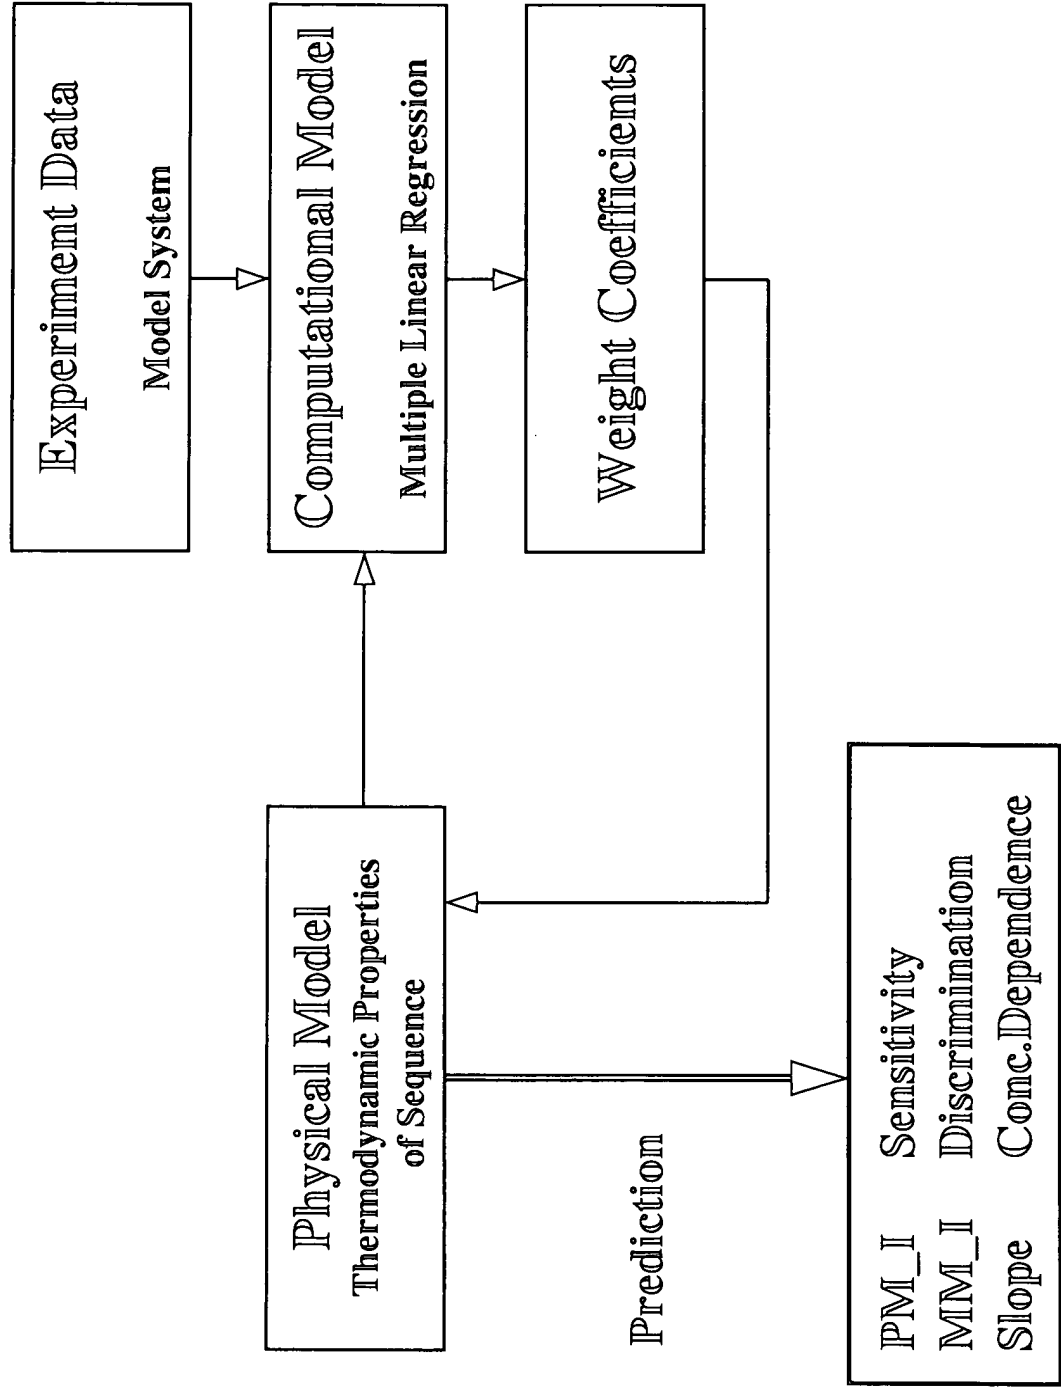 Experiment Data
Model System
Physical Model
Thermodynamic Properties
of Sequence
Computational Model
Multiple Linear Regression
Prediction
Weight Coefficients
PM_I Sensitivity
MM_I Discrimination
Slope Conc.Dependence